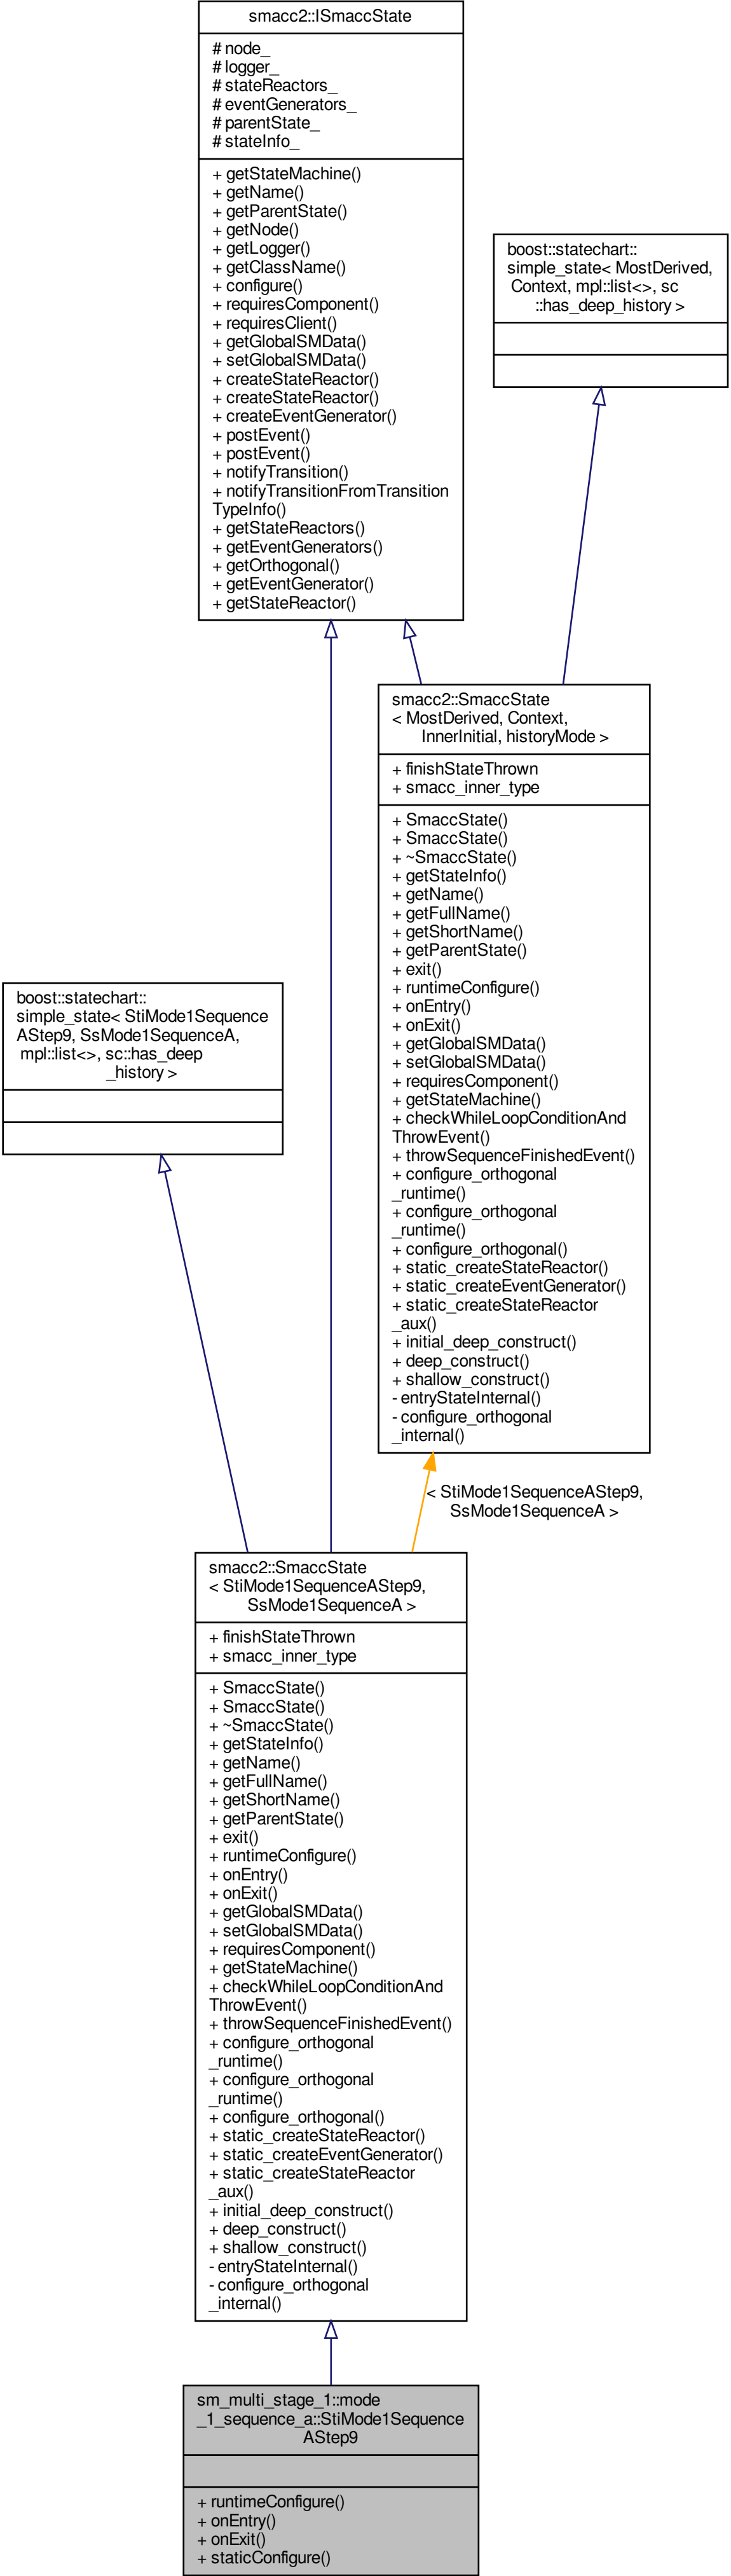 smacc2::ISmaccState
# node_
# logger_
# stateReactors_
# eventGenerators_
# parentState_
# stateInfo_
+ getStateMachine()
+ getName()
+ getParentState()
+ getNode()
+ getLogger()
+ getClassName()
+ configure()
+ requiresComponent()
+ requiresClient()
+ getGlobalSMData()
+ setGlobalSMData()
+ createStateReactor()
+ createStateReactor()
+ createEventGenerator()
+ postEvent()
+ postEvent()
+ notifyTransition()
+ notifyTransitionFromTransition
TypeInfo()
+ getStateReactors()
+ getEventGenerators()
+ getOrthogonal()
+ getEventGenerator()
+ getStateReactor()
boost::statechart::
simple_state< MostDerived,
Context, mpl::list<>, sc
::has_deep_history >
smacc2::SmaccState
< MostDerived, Context,
InnerInitial, historyMode >
+ finishStateThrown
+ smacc_inner_type
+ SmaccState()
+ SmaccState()
+ ~SmaccState()
+ getStateInfo()
+ getName()
+ getFullName()
+ getShortName()
+ getParentState()
+ exit()
+ runtimeConfigure()
+ onEntry()
+ onExit()
+ getGlobalSMData()
+ setGlobalSMData()
+ requiresComponent()
+ getStateMachine()
+ checkWhileLoopConditionAnd
ThrowEvent()
+ throwSequenceFinishedEvent()
+ configure_orthogonal
_runtime()
+ configure_orthogonal
_runtime()
+ configure_orthogonal()
+ static_createStateReactor()
+ static_createEventGenerator()
+ static_createStateReactor
_aux()
+ initial_deep_construct()
+ deep_construct()
+ shallow_construct()
- entryStateInternal()
- configure_orthogonal
_internal()
boost::statechart::
simple_state< StiMode1Sequence
AStep9, SsMode1SequenceA,
mpl::list<>, sc::has_deep
_history >
< StiMode1SequenceAStep9,
SsMode1SequenceA >
smacc2::SmaccState
< StiMode1SequenceAStep9,
SsMode1SequenceA >
+ finishStateThrown
+ smacc_inner_type
+ SmaccState()
+ SmaccState()
+ ~SmaccState()
+ getStateInfo()
+ getName()
+ getFullName()
+ getShortName()
+ getParentState()
+ exit()
+ runtimeConfigure()
+ onEntry()
+ onExit()
+ getGlobalSMData()
+ setGlobalSMData()
+ requiresComponent()
+ getStateMachine()
+ checkWhileLoopConditionAnd
ThrowEvent()
+ throwSequenceFinishedEvent()
+ configure_orthogonal
_runtime()
+ configure_orthogonal
_runtime()
+ configure_orthogonal()
+ static_createStateReactor()
+ static_createEventGenerator()
+ static_createStateReactor
_aux()
+ initial_deep_construct()
+ deep_construct()
+ shallow_construct()
- entryStateInternal()
- configure_orthogonal
_internal()
sm_multi_stage_1::mode
_1_sequence_a::StiMode1Sequence
AStep9
+ runtimeConfigure()
+ onEntry()
+ onExit()
+ staticConfigure()